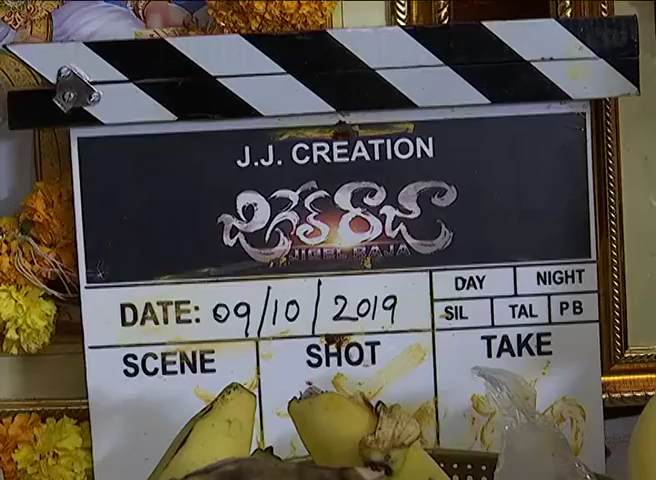 J.J. CREATION
జిగేల్ రాజా
JIGEL RAJA
DATE: 09/10/2019
DAY NIGHT
SIL TAL PB
SCENE SHOT TAKE